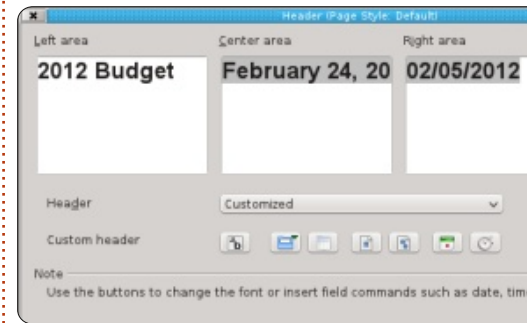 Header (Page Style: Default)
Left area Center area Right area
2012 Budget February 24, 20 02/05/2012
Header Customized
Custom header
Note
Use the buttons to change the font or insert field commands such as date, tim